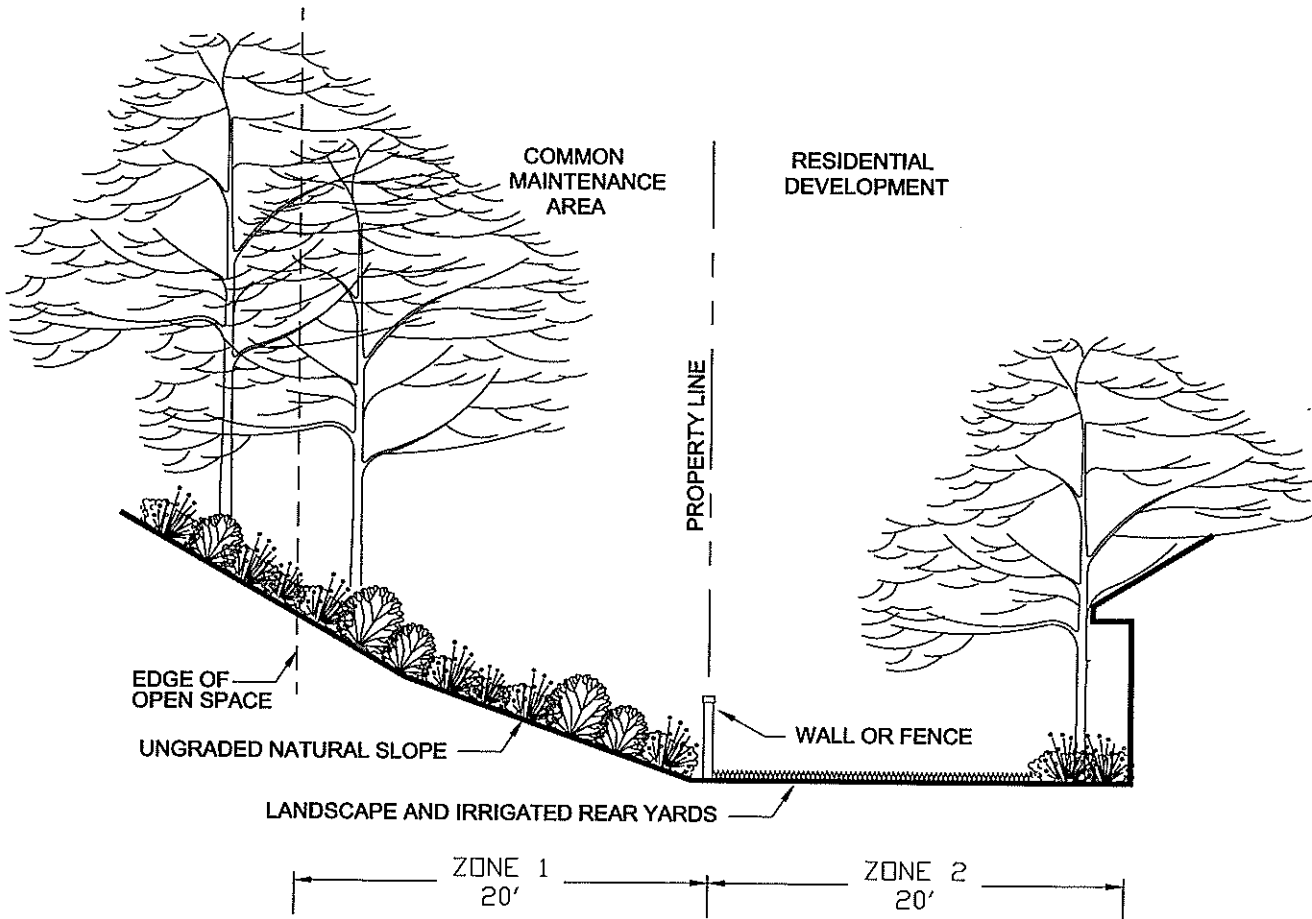 COMMON
MAINTENANCE
AREA
RESIDENTIAL
DEVELOPMENT
PROPERTY LINE
EDGE OF
OPEN SPACE
UNGRADED NATURAL SLOPE
WALL OR FENCE
LANDSCAPE AND IRRIGATED REAR YARDS
ZONE 1
20'
ZONE 2
20'